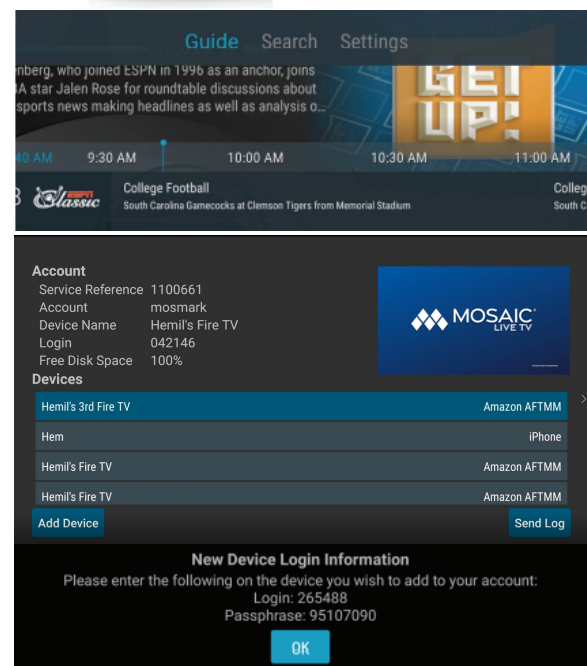 Guide Search Settings
nberg, who joined ESPN in 1996 as an anchor, joins
A star Jalen Rose for roundtable discussions about
sports news making headlines as well as analysis o...
GET
UP!
40 AM 9:30 AM 10:00 AM 10:30 AM 11:00 AM
ESPN
Classic
College Football
South Carolina Gamecocks at Clemson Tigers from Memorial Stadium
Colleg
South C
Account
Service Reference 1100661
Account mosmark
Device Name Hemil's Fire TV
Login 042146
Free Disk Space 100%
MOSAIC
LIVE TV
Devices
Hemil's 3rd Fire TV Amazon AFTMM
Hem iPhone
Hemil's Fire TV Amazon AFTMM
Hemil's Fire TV Amazon AFTMM
Add Device Send Log
New Device Login Information
Please enter the following on the device you wish to add to your account:
Login: 265488
Passphrase: 95107090
OK